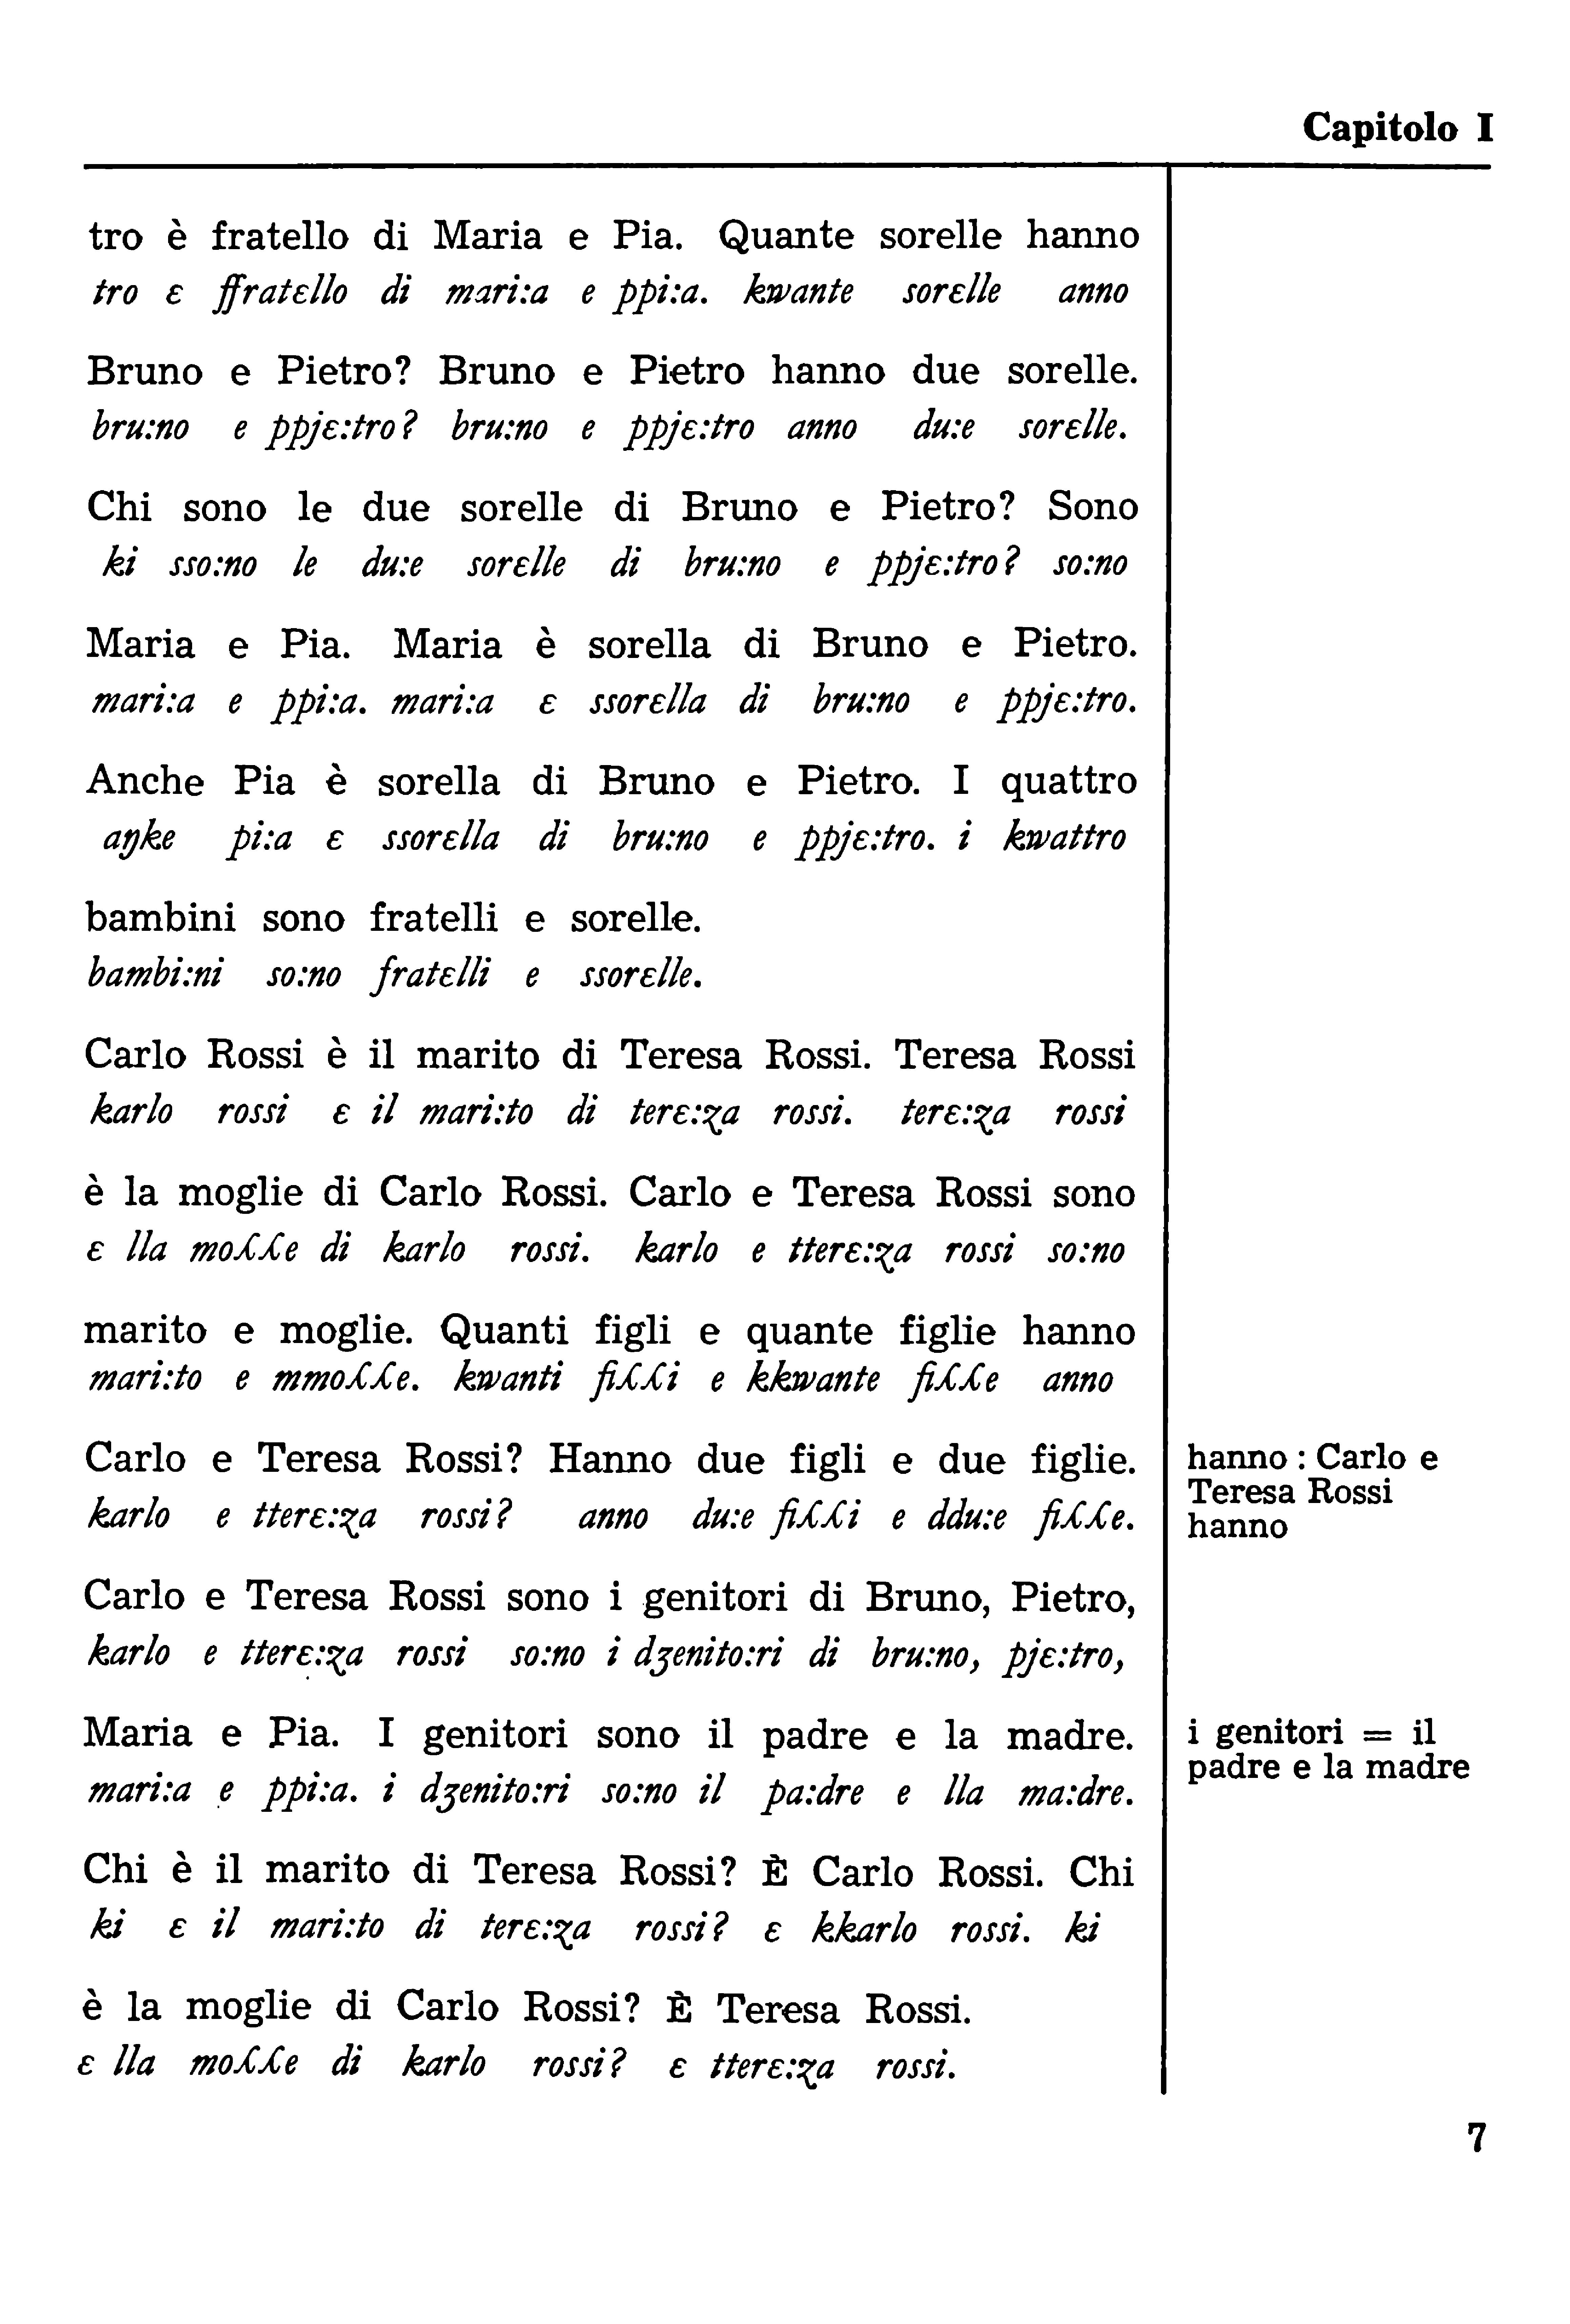 Capitolo I
tro è fratello di Maria e Pia. Quante sorelle hanno
tro ɛ ffratɛllo di mari:a e ppi:a. kwante sorɛlle anno
Bruno e Pietro? Bruno e Pietro hanno due sorelle.
bru:no e ppjɛ:tro? bru:no e ppjɛ:tro anno du:e sorɛlle.
Chi sono le due sorelle di Bruno e Pietro? Sono
ki sso:no le du:e sorɛlle di bru:no e ppjɛ:tro? so:no
Maria e Pia. Maria è sorella di Bruno e Pietro.
mari:a e ppi:a. mari:a ɛ ssorɛlla di bru:no e ppjɛ:tro.
Anche Pia è sorella di Bruno e Pietro. I quattro
aŋke pi:a ɛ ssorɛlla di bru:no e ppjɛ:tro. i kwattro
bambini sono fratelli e sorelle.
bambi:ni so:no fratɛlli e ssorɛlle.
Carlo Rossi è il marito di Teresa Rossi. Teresa Rossi
karlo rossi ɛ il mari:to di terɛ:za rossi. terɛ:za rossi
è la moglie di Carlo Rossi. Carlo e Teresa Rossi sono
ɛ lla moʎʎe di karlo rossi. karlo e tterɛ:za rossi so:no
marito e moglie. Quanti figli e quante figlie hanno
mari:to e mmoʎʎe. kwanti fiʎʎi e kkwante fiʎʎe anno
Carlo e Teresa Rossi? Hanno due figli e due figlie.
karlo e tterɛ:za rossi? anno du:e fiʎʎi e ddu:e fiʎʎe.
Carlo e Teresa Rossi sono i genitori di Bruno, Pietro,
karlo e tterɛ:za rossi so:no i dʒenito:ri di bru:no, pjɛ:tro,
Maria e Pia. I genitori sono il padre e la madre.
mari:a e ppi:a. i dʒenito:ri so:no il pa:dre e lla ma:dre.
Chi è il marito di Teresa Rossi? È Carlo Rossi. Chi
ki ɛ il mari:to di terɛ:za rossi? ɛ kkarlo rossi. ki
è la moglie di Carlo Rossi? È Teresa Rossi.
ɛ lla moʎʎe di karlo rossi? ɛ tterɛ:za rossi.
hanno : Carlo e
Teresa Rossi
hanno
i genitori = il
padre e la madre
7